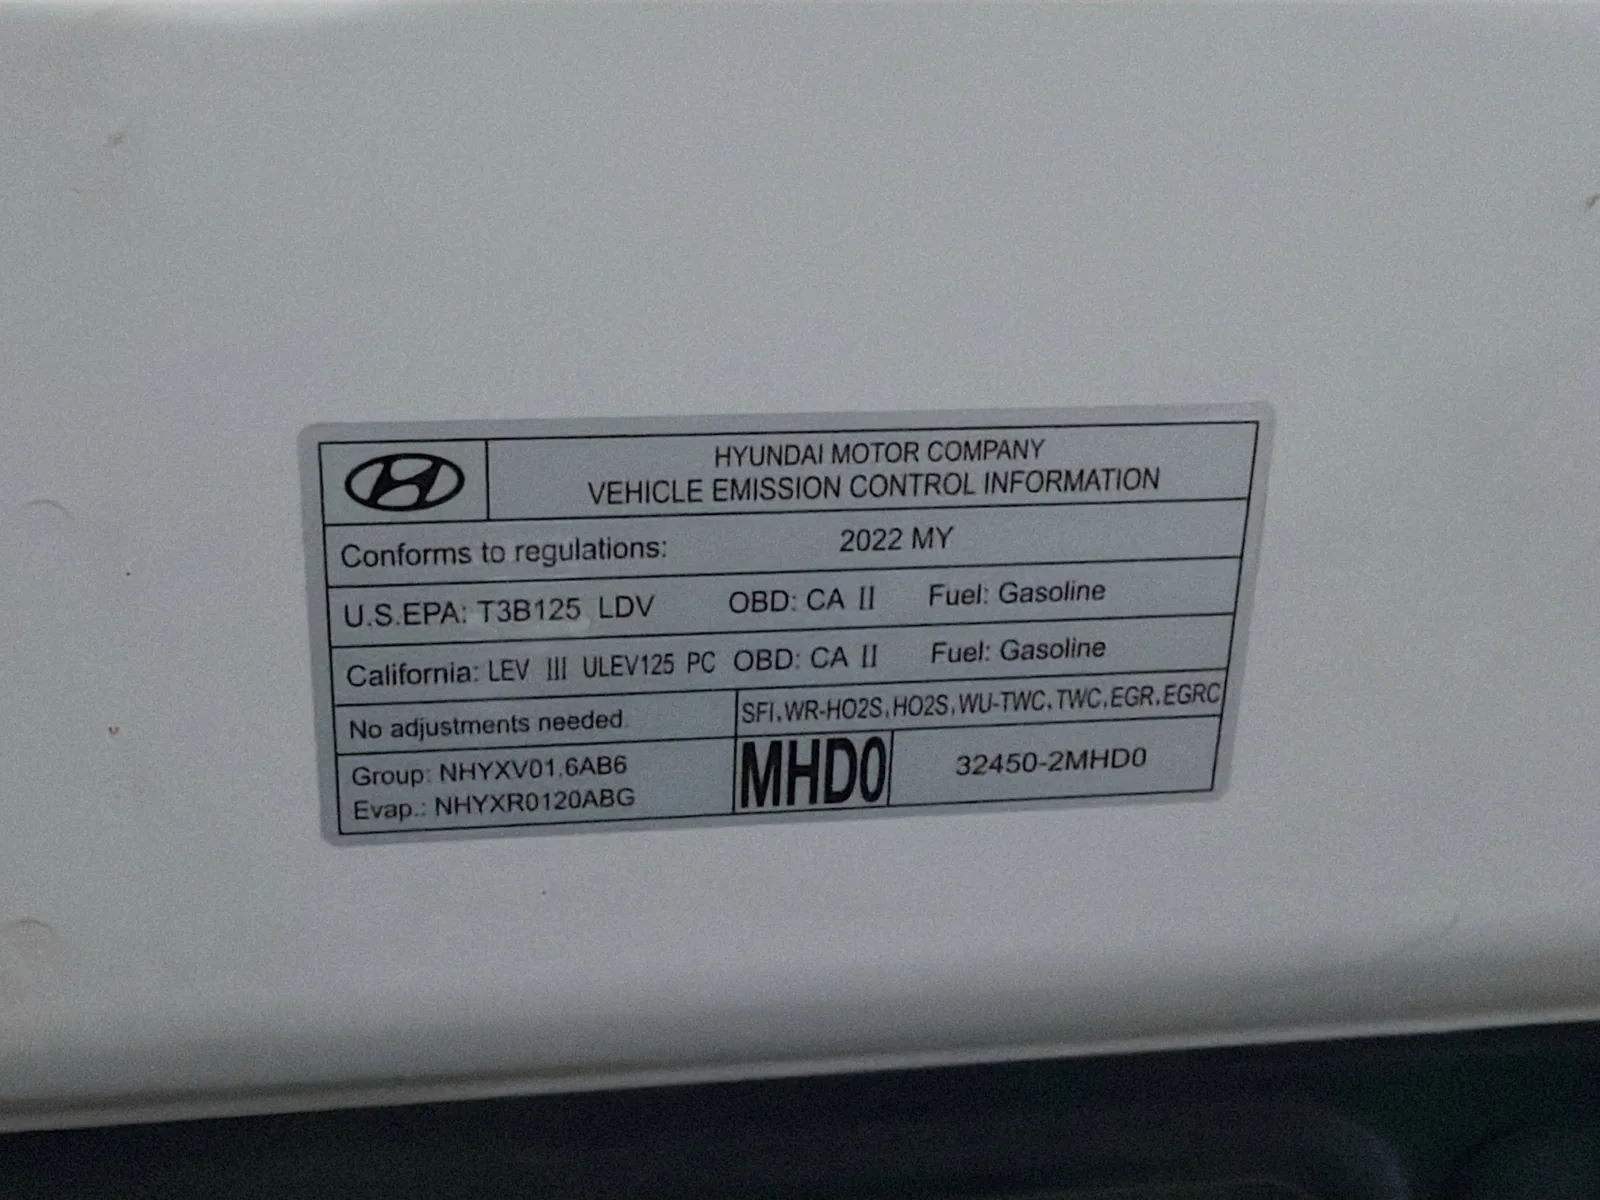 HYUNDAI MOTOR COMPANY
VEHICLE EMISSION CONTROL INFORMATION
Conforms to regulations: 2022 MY
U.S.EPA: T3B125 LDV OBD: CA II Fuel: Gasoline
California: LEV III ULEV125 PC OBD: CA II Fuel: Gasoline
No adjustments needed. SFI,WR-HO2S,HO2S,WU-TWC,TWC,EGR,EGRC
Group: NHYXV01.6AB6
Evap.: NHYXR0120ABG
MHD0 32450-2MHD0